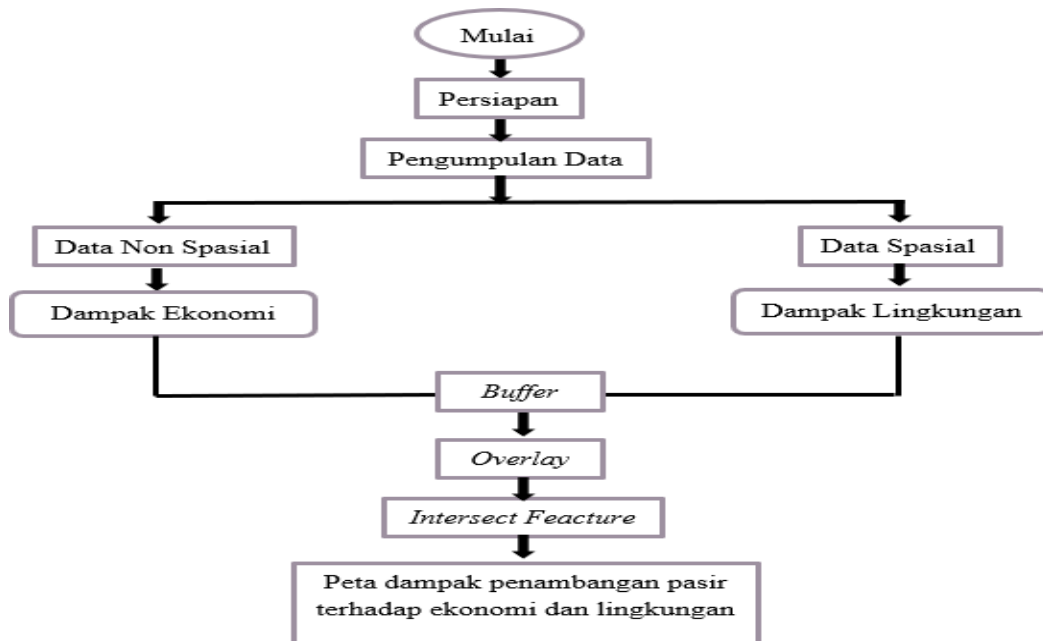 Mulai
Persiapan
Pengumpulan Data
Data Non Spasial
Data Spasial
Dampak Ekonomi
Dampak Lingkungan
Buffer
Overlay
Intersect Feacture
Peta dampak penambangan pasir
terhadap ekonomi dan lingkungan